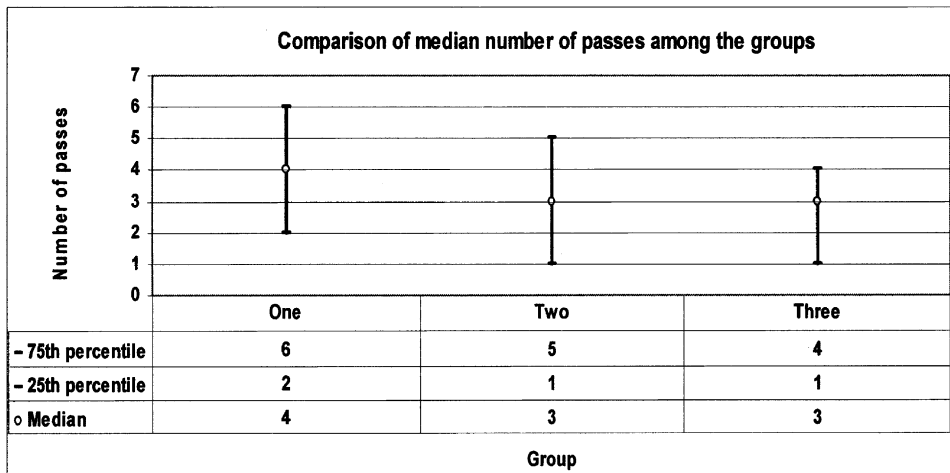 Comparison of median number of passes among the groups
Number of passes
7
6
5
4
3
2
1
0
One Two Three
– 75th percentile 6 5 4
– 25th percentile 2 1 1
o Median 4 3 3
Group